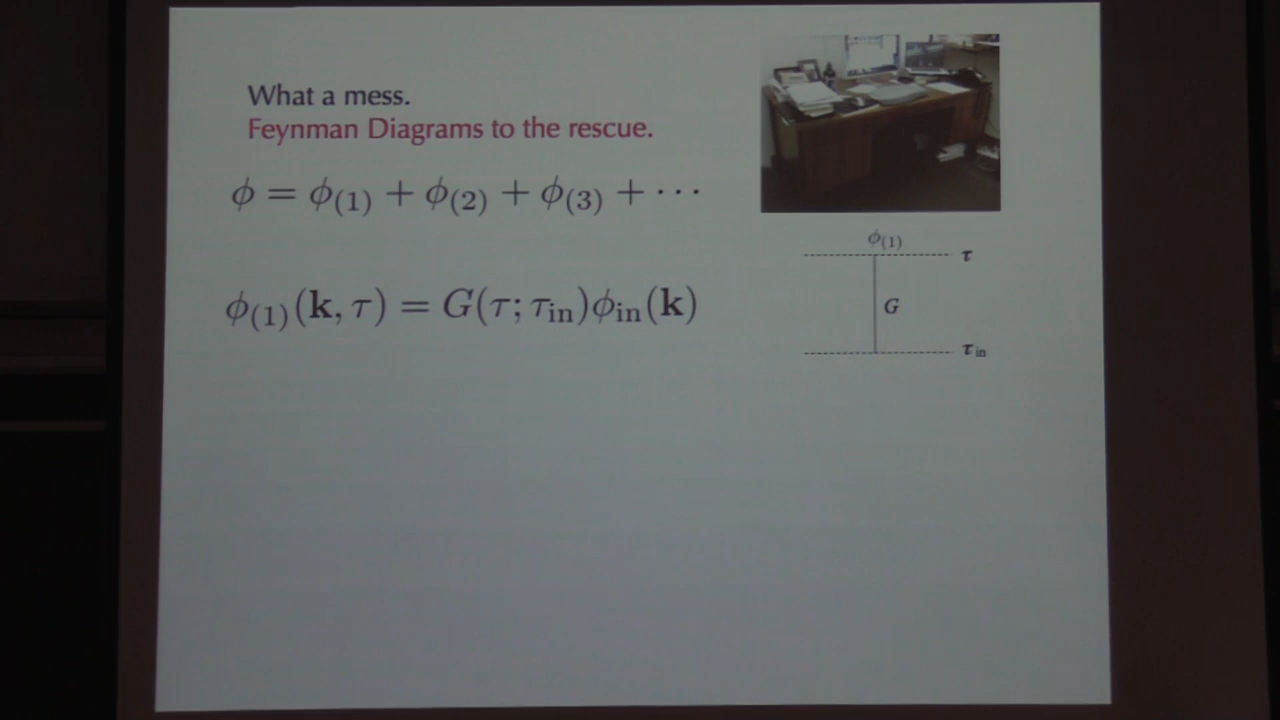 What a mess.
Feynman Diagrams to the rescue.
ϕ = ϕ₍₁₎ + ϕ₍₂₎ + ϕ₍₃₎ + ⋯
ϕ₍₁₎(𝐤, τ) = G(τ; τ_in)ϕ_in(𝐤)
ϕ₍₁₎
τ
G
τ_in